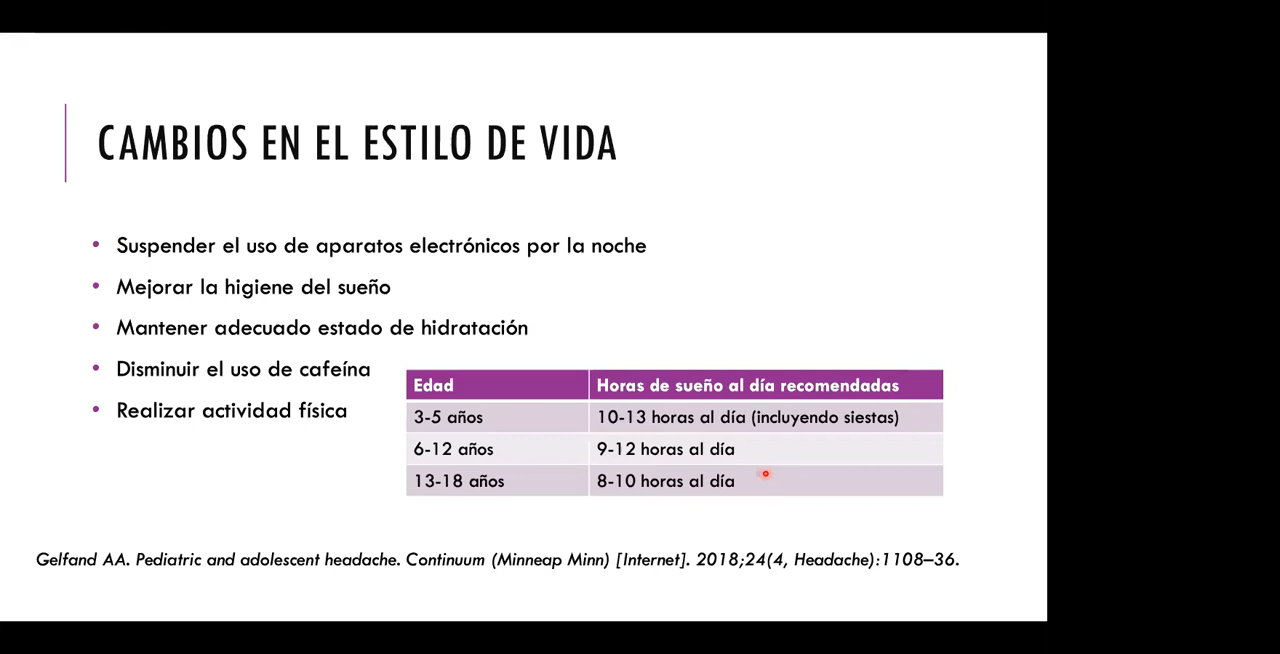 CAMBIOS EN EL ESTILO DE VIDA
• Suspender el uso de aparatos electrónicos por la noche
• Mejorar la higiene del sueño
• Mantener adecuado estado de hidratación
• Disminuir el uso de cafeína
• Realizar actividad física
Edad Horas de sueño al día recomendadas
3-5 años 10-13 horas al día (incluyendo siestas)
6-12 años 9-12 horas al día
13-18 años 8-10 horas al día
Gelfand AA. Pediatric and adolescent headache. Continuum (Minneap Minn) [Internet]. 2018;24(4, Headache):1108–36.